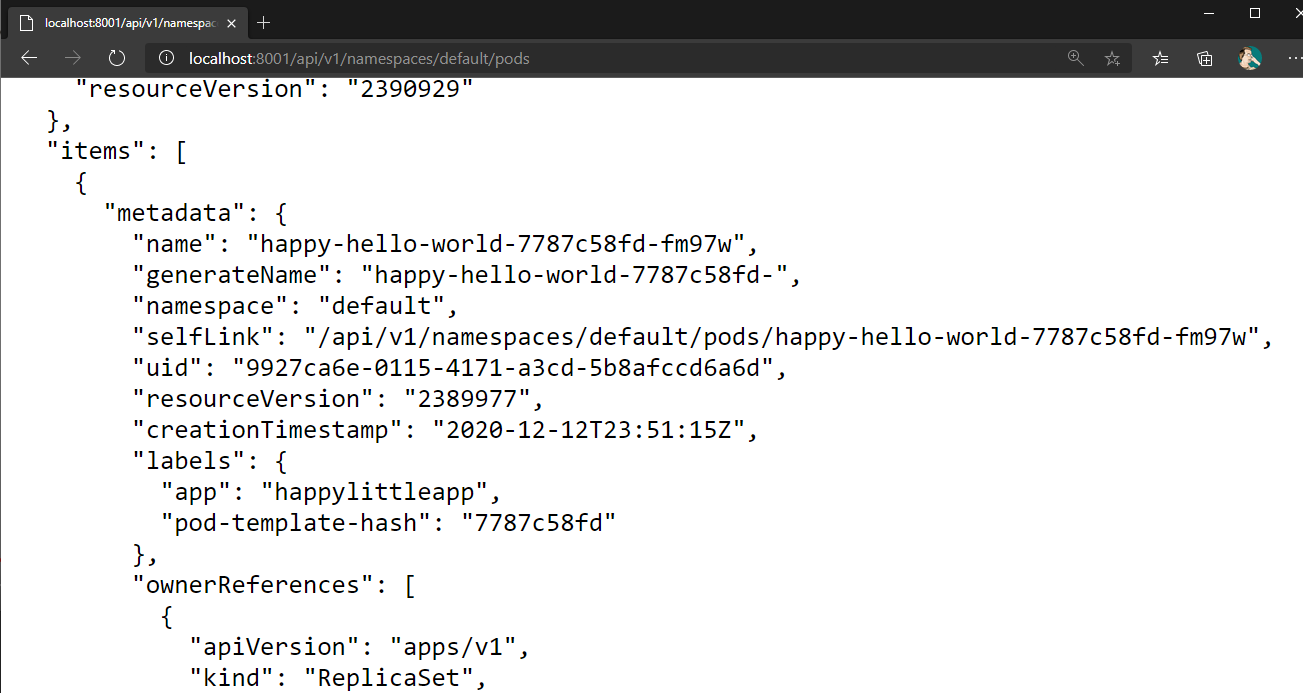 localhost:8001/api/v1/namespac
localhost:8001/api/v1/namespaces/default/pods
"resourceVersion": "2390929"
},
"items": [
{
"metadata": {
"name": "happy-hello-world-7787c58fd-fm97w",
"generateName": "happy-hello-world-7787c58fd-",
"namespace": "default",
"selfLink": "/api/v1/namespaces/default/pods/happy-hello-world-7787c58fd-fm97w",
"uid": "9927ca6e-0115-4171-a3cd-5b8afccd6a6d",
"resourceVersion": "2389977",
"creationTimestamp": "2020-12-12T23:51:15Z",
"labels": {
"app": "happylittleapp",
"pod-template-hash": "7787c58fd"
},
"ownerReferences": [
{
"apiVersion": "apps/v1",
"kind": "ReplicaSet",